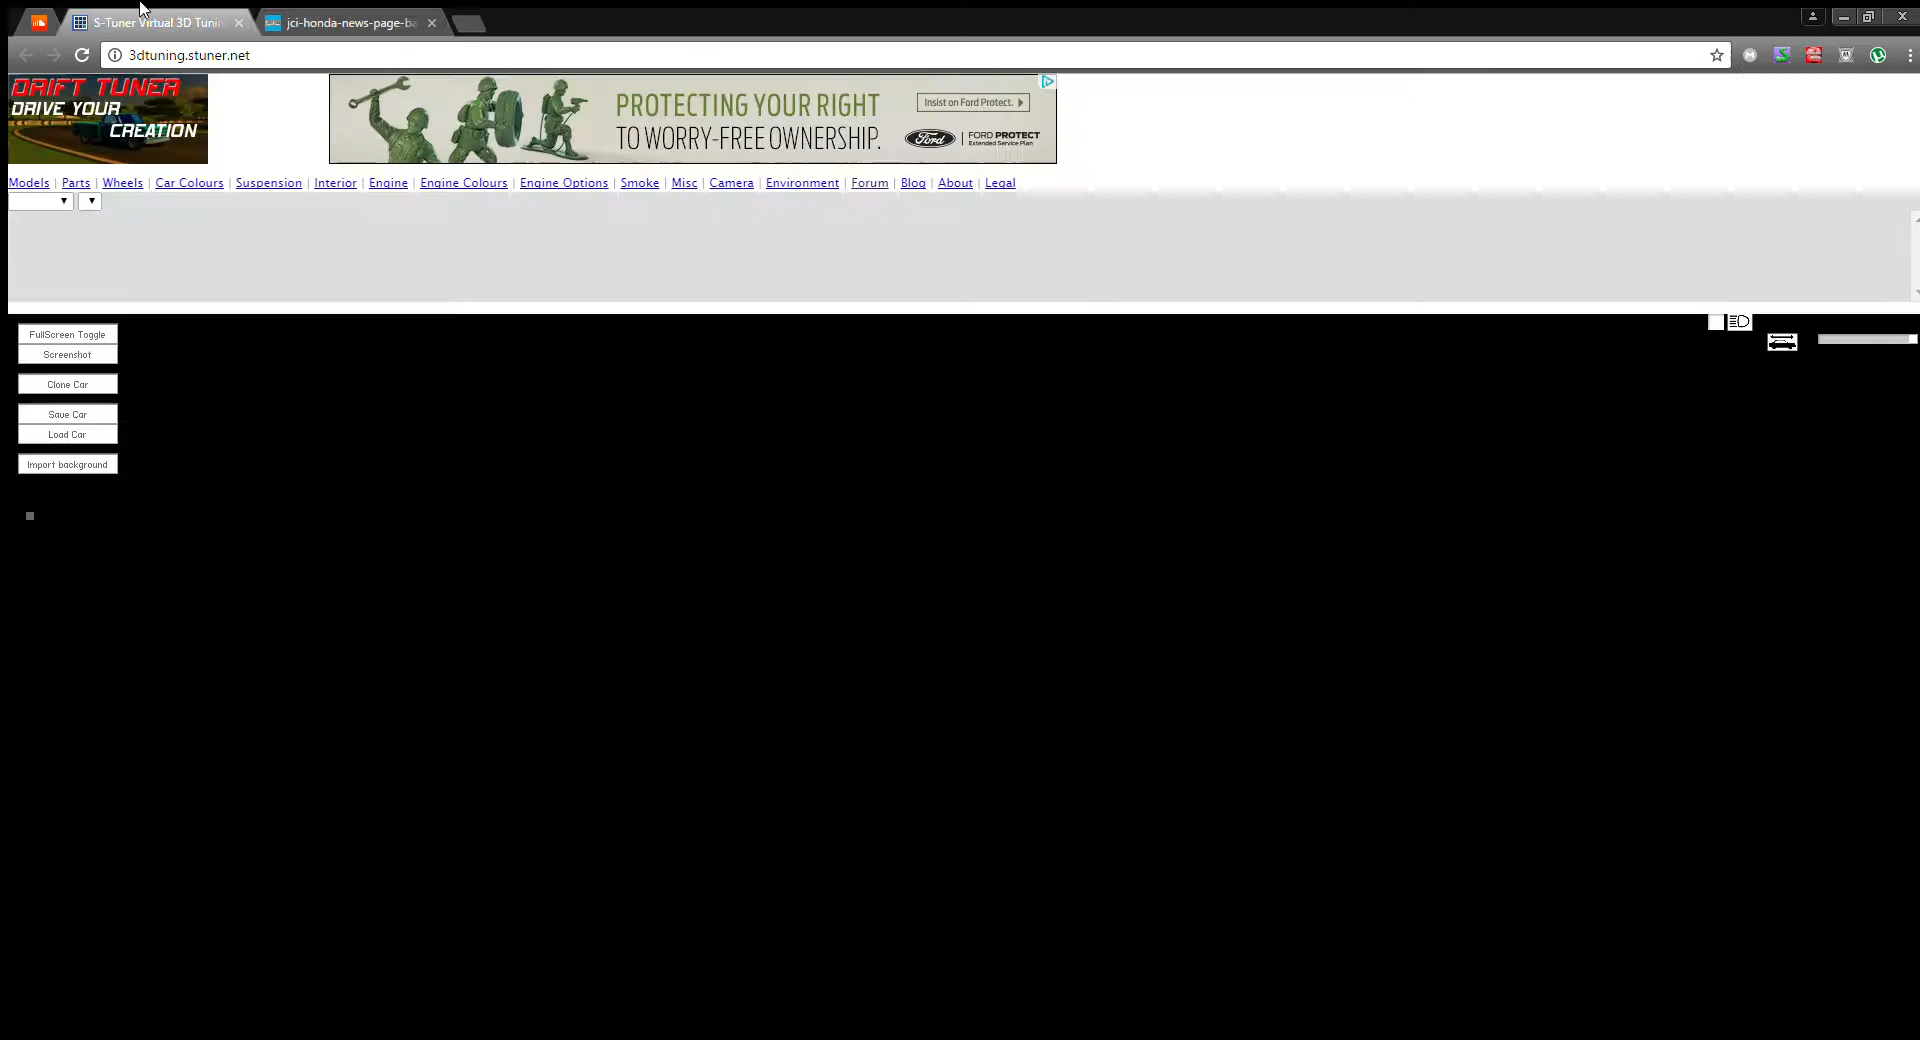 S-Tuner Virtual 3D Tunin
jci-honda-news-page-ba
3dtuning.stuner.net
DRIFT TUNER
DRIVE YOUR
CREATION
PROTECTING YOUR RIGHT
TO WORRY-FREE OWNERSHIP.
Insist on Ford Protect.
Ford
FORD PROTECT
Extended Service Plan
Models | Parts | Wheels | Car Colours | Suspension | Interior | Engine | Engine Colours | Engine Options | Smoke | Misc | Camera | Environment | Forum | Blog | About | Legal
FullScreen Toggle
Screenshot
Clone Car
Save Car
Load Car
Import background